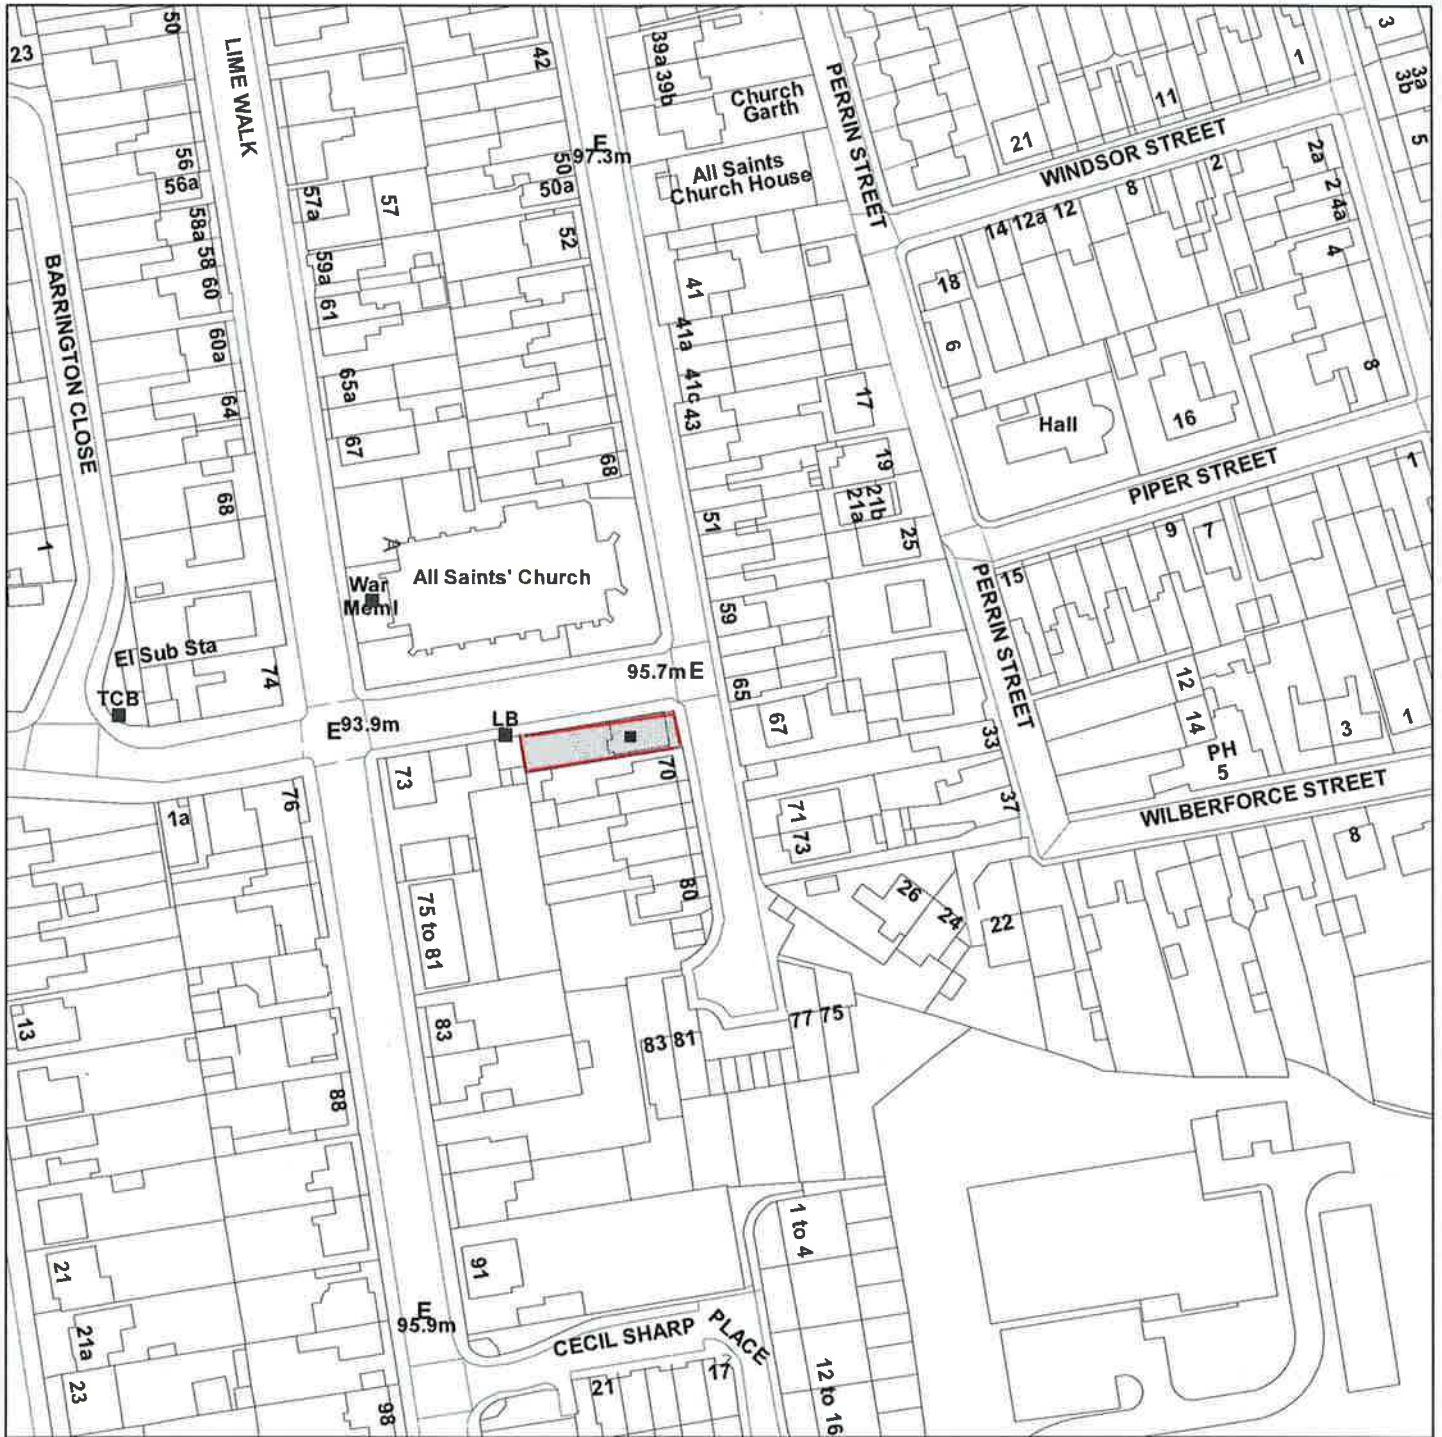 23
50
LIME WALK
42
39a
39b
Church
Garth
PERRIN STREET
1
11
21
WINDSOR STREET
3
3a
3b
5
56
56a
58a
58
60
60a
64
68
BARRINGTON CLOSE
1
57a
57
59a
61
65a
67
E
97.3m
50
50a
52
68
All Saints
Church House
41
41a
41c
43
51
59
65
17
19
21b
21a
25
2a
2
4a
4
8
2
8
14 12a 12
18
6
Hall
16
PIPER STREET
1
9
7
15
PERRIN STREET
A
All Saints' Church
War
Meml
El Sub Sta
74
TCB
E 93.9m
LB
95.7m E
67
33
37
12
14
PH
5
3
1
WILBERFORCE STREET
8
73
70
71
73
76
1a
75 to 81
80
26
24
22
13
83
83
81
77
75
88
1 to 4
21
21a
23
91
E
95.9m
CECIL SHARP PLACE
21
17
12 to 16
98